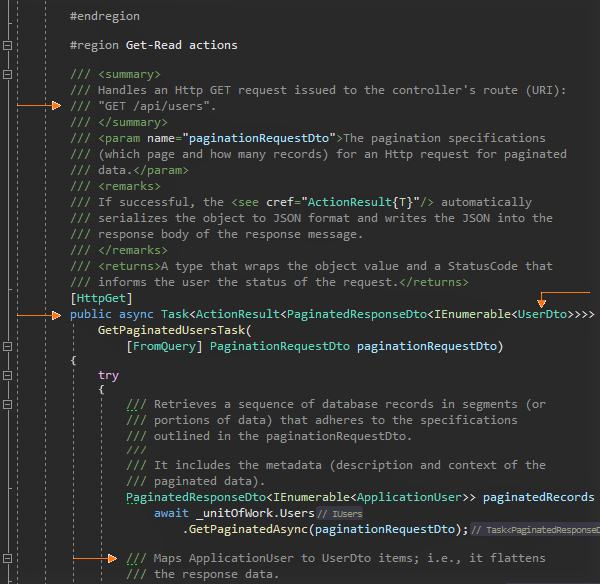 #endregion
#region Get-Read actions
/// <summary>
/// Handles an Http GET request issued to the controller's route (URI):
/// "GET /api/users".
/// </summary>
/// <param name="paginationRequestDto">The pagination specifications
/// (which page and how many records) for an Http request for paginated
/// data.</param>
/// <remarks>
/// If successful, the <see cref="ActionResult{T}"/> automatically
/// serializes the object to JSON format and writes the JSON into the
/// response body of the response message.
/// </remarks>
/// <returns>A type that wraps the object value and a StatusCode that
/// informs the user the status of the request.</returns>
[HttpGet]
public async Task<ActionResult<PaginatedResponseDto<IEnumerable<UserDto>>>>
GetPaginatedUsersTask(
[FromQuery] PaginationRequestDto paginationRequestDto)
{
try
{
/// Retrieves a sequence of database records in segments (or
/// portions of data) that adheres to the specifications
/// outlined in the paginationRequestDto.
///
/// It includes the metadata (description and context of the
/// paginated data).
PaginatedResponseDto<IEnumerable<ApplicationUser>> paginatedRecords
await _unitOfWork.Users // IUsers
.GetPaginatedAsync(paginationRequestDto); // Task<PaginatedResponseD
/// Maps ApplicationUser to UserDto items; i.e., it flattens
/// the response data.